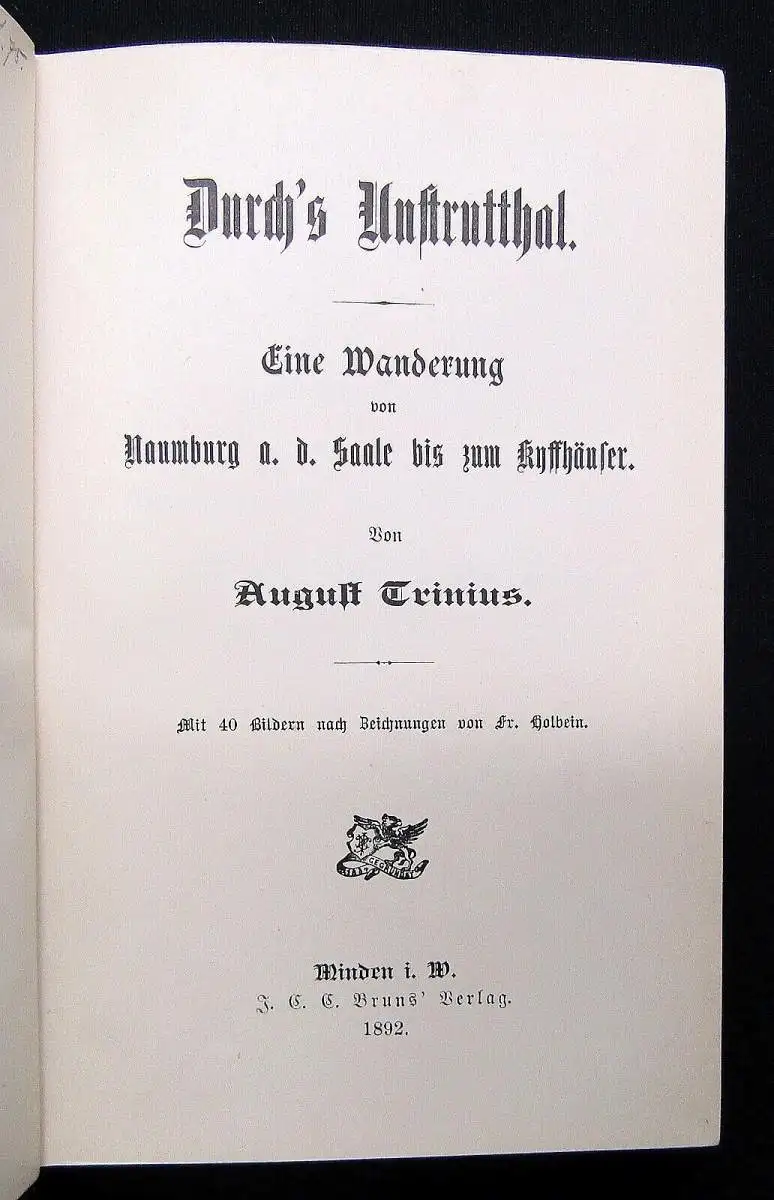 Durch's Unstrutthal.
Eine Wanderung
von
Naumburg a. d. Saale bis zum Kyffhäuser.
Von
August Trinius.
Mit 40 Bildern nach Zeichnungen von Fr. Holbein.
GEGRÜNDET
Minden i. W.
J. C. C. Bruns' Verlag.
1892.